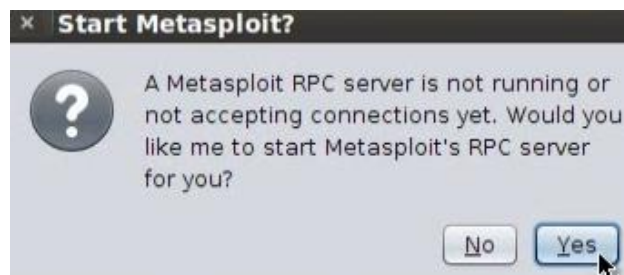 Start Metasploit?
A Metasploit RPC server is not running or
not accepting connections yet. Would you
like me to start Metasploit's RPC server
for you?
No
Yes